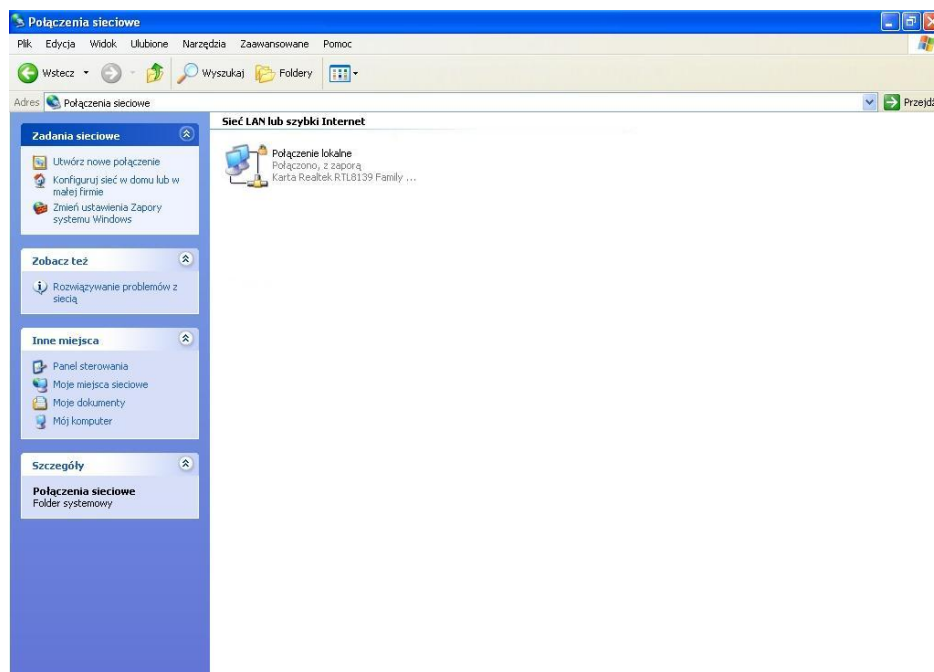 Połączenia sieciowe
Plik Edycja Widok Ulubione Narzędzia Zaawansowane Pomoc
Wstecz Wyszukaj Foldery
Adres Połączenia sieciowe Przejdź
Zadania sieciowe
Utwórz nowe połączenie
Konfiguruj sieć w domu lub w
małej firmie
Zmień ustawienia Zapory
systemu Windows
Zobacz też
Rozwiązywanie problemów z
siecią
Inne miejsca
Panel sterowania
Moje miejsca sieciowe
Moje dokumenty
Mój komputer
Szczegóły
Połączenia sieciowe
Folder systemowy
Sieć LAN lub szybki Internet
Połączenie lokalne
Połączono, z zaporą
Karta Realtek RTL8139 Family ...